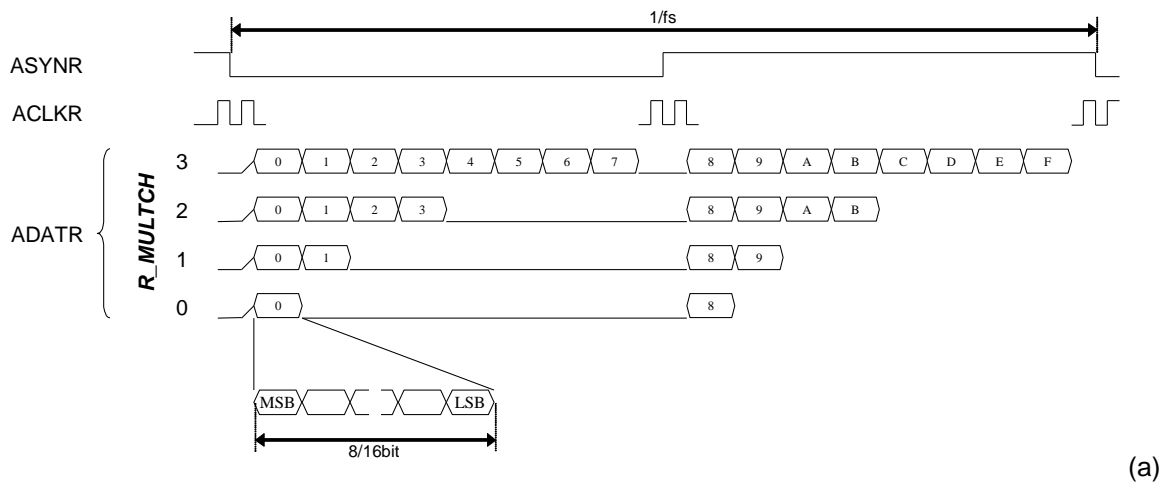 1/fs
ASYNR
ACLKR
ADATR
R_MULTCH
3 0 1 2 3 4 5 6 7 8 9 A B C D E F
2 0 1 2 3 8 9 A B
1 0 1 8 9
0 0 8
MSB LSB
8/16bit
(a)